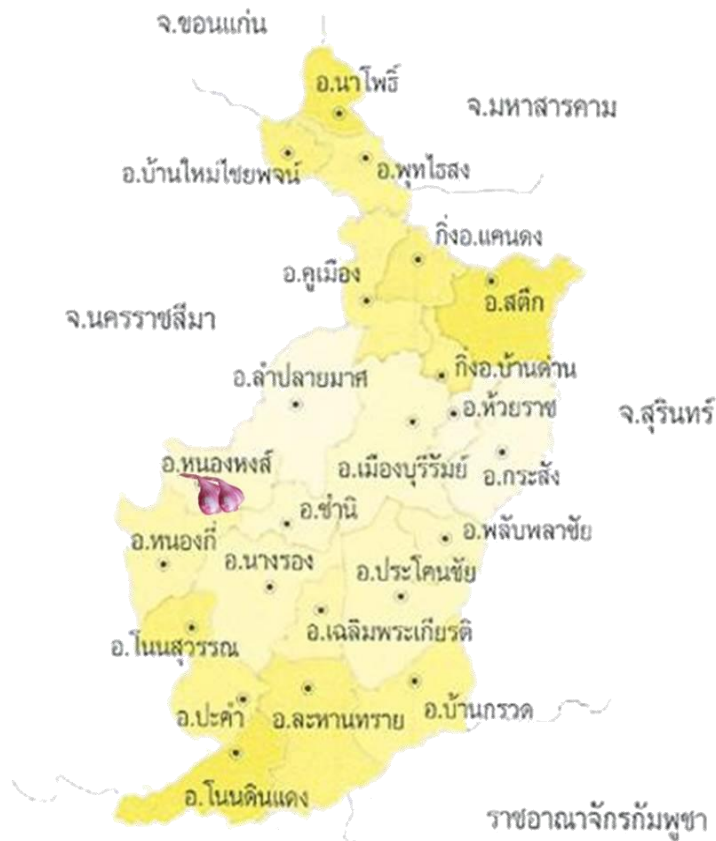 จ.ขอนแก่น
อ.นาโพธิ์
จ.มหาสารคาม
อ.บ้านใหม่ไชยพจน์
อ.พุทไธสง
กิ่งอ.แคนดง
อ.คูเมือง
อ.สตึก
จ.นครราชสีมา
กิ่งอ.บ้านด่าน
อ.ลำปลายมาศ
อ.ห้วยราช
จ.สุรินทร์
อ.หนองหงส์
อ.เมืองบุรีรัมย์
อ.กระสัง
อ.ชำนิ
อ.พลับพลาชัย
อ.หนองกี่
อ.นางรอง
อ.ประโคนชัย
อ.เฉลิมพระเกียรติ
อ.โนนสุวรรณ
อ.ปะคำ
อ.ละหานทราย
อ.บ้านกรวด
อ.โนนดินแดง
ราชอาณาจักรกัมพูชา